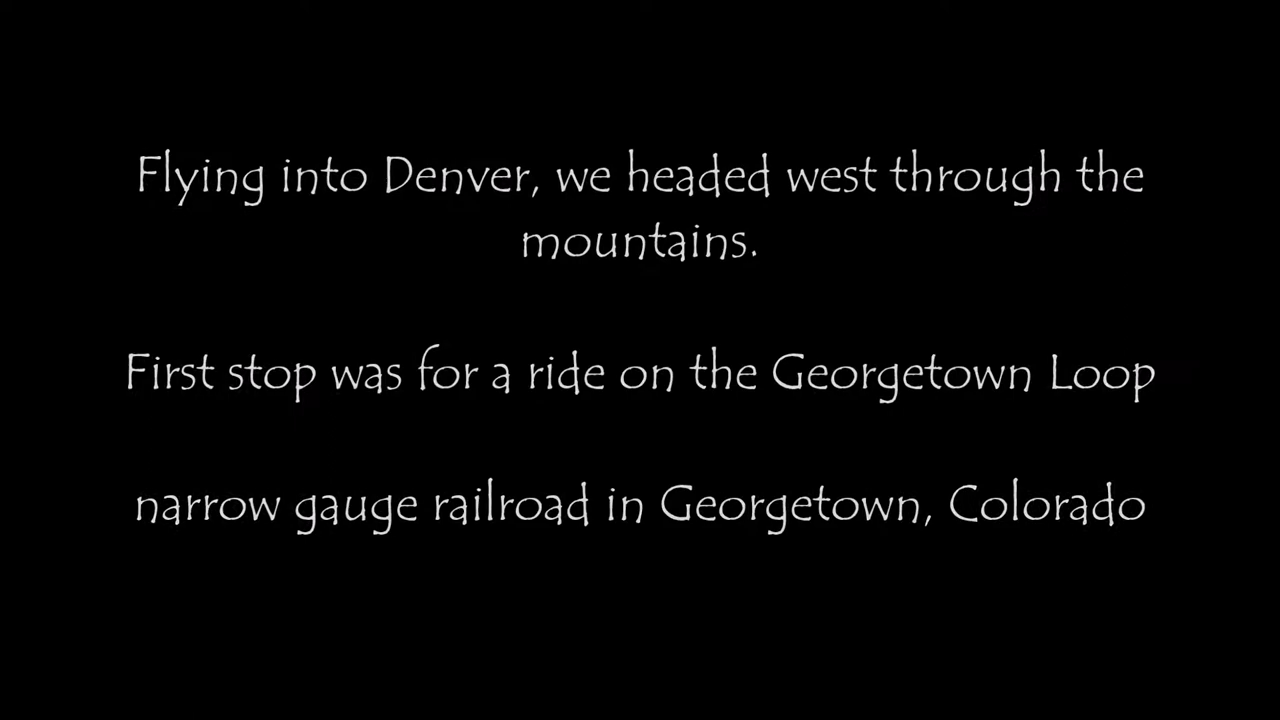 Flying into Denver, we headed west through the
mountains.
First stop was for a ride on the Georgetown Loop
narrow gauge railroad in Georgetown, Colorado